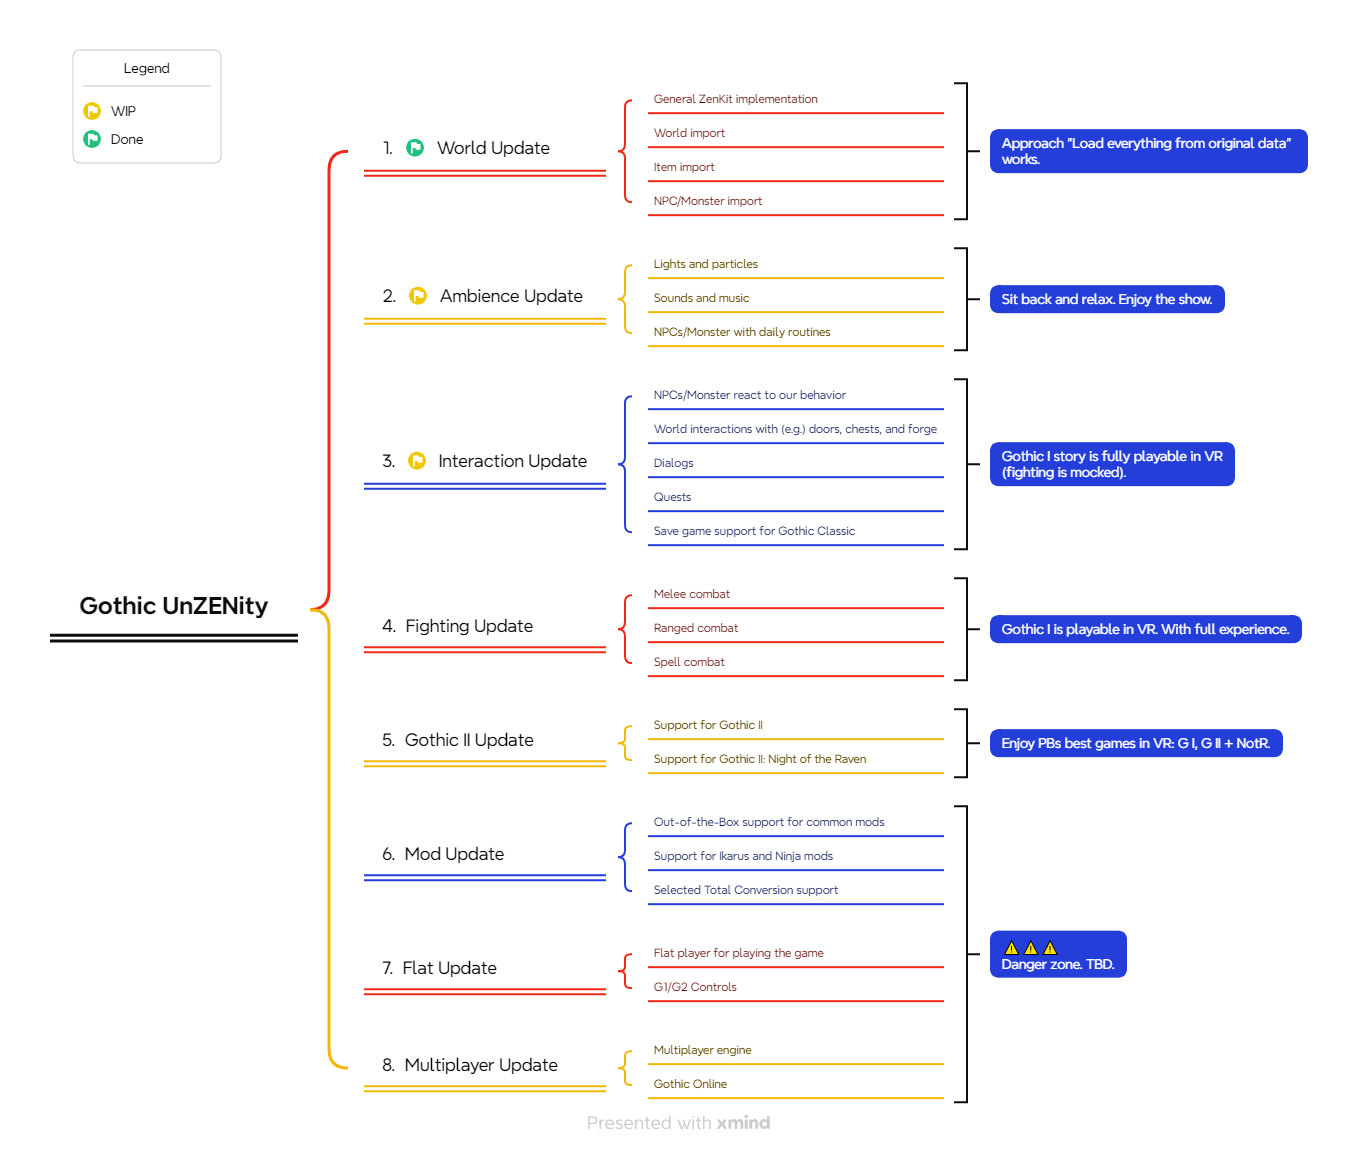 Legend
WIP
Done
Gothic UnZENity
1. World Update
General ZenKit implementation
World import
Item import
NPC/Monster import
Approach "Load everything from original data"
works.
2. Ambience Update
Lights and particles
Sounds and music
NPCs/Monster with daily routines
Sit back and relax. Enjoy the show.
3. Interaction Update
NPCs/Monster react to our behavior
World interactions with (e.g.) doors, chests, and forge
Dialogs
Quests
Save game support for Gothic Classic
Gothic I story is fully playable in VR
(fighting is mocked).
4. Fighting Update
Melee combat
Ranged combat
Spell combat
Gothic I is playable in VR. With full experience.
5. Gothic II Update
Support for Gothic II
Support for Gothic II: Night of the Raven
Enjoy PBs best games in VR: G I, G II + NotR.
6. Mod Update
Out-of-the-Box support for common mods
Support for Ikarus and Ninja mods
Selected Total Conversion support
7. Flat Update
Flat player for playing the game
G1/G2 Controls
8. Multiplayer Update
Multiplayer engine
Gothic Online
Danger zone. TBD.
Presented with xmind